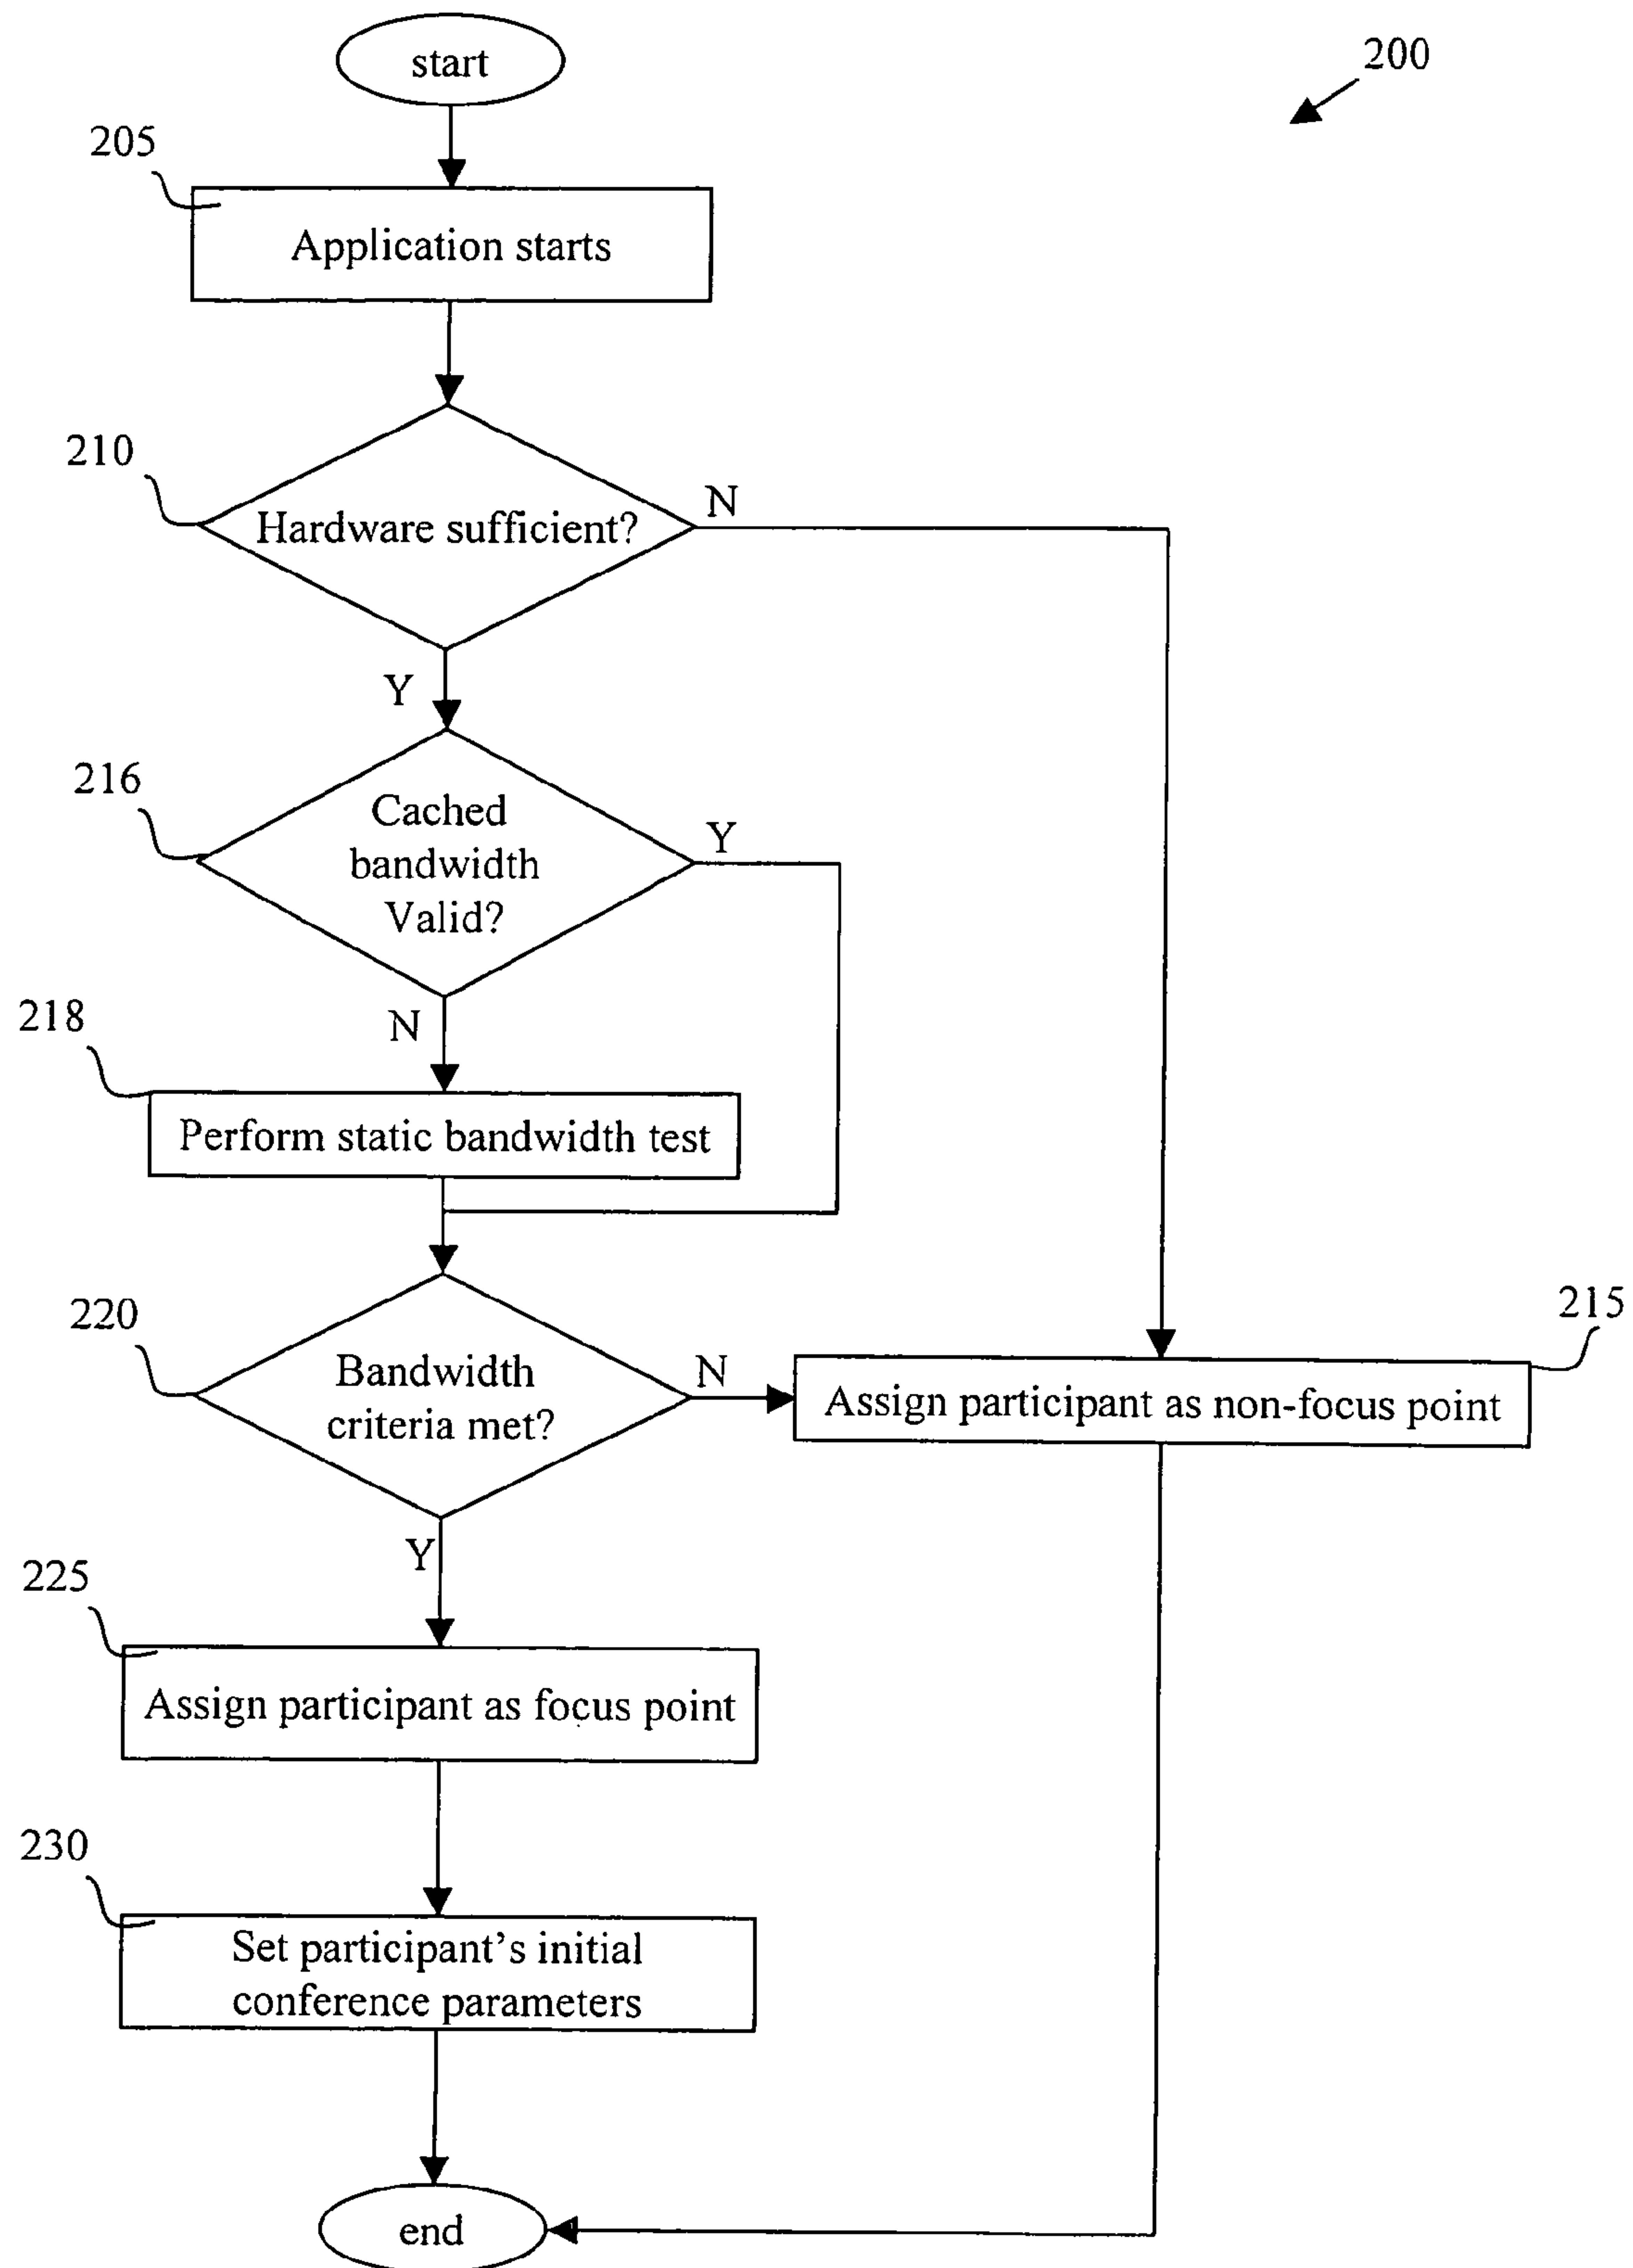 start
200
205
Application starts
210
Hardware sufficient?
N
Y
216
Cached
bandwidth
Valid?
Y
N
218
Perform static bandwidth test
220
Bandwidth
criteria met?
N
215
Assign participant as non-focus point
Y
225
Assign participant as focus point
230
Set participant's initial
conference parameters
end